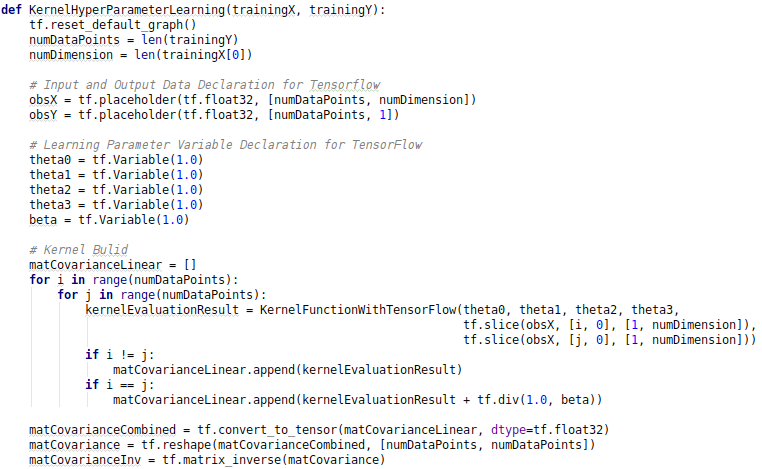 def KernelHyperParameterLearning(trainingX, trainingY):
    tf.reset_default_graph()
    numDataPoints = len(trainingY)
    numDimension = len(trainingX[0])
    # Input and Output Data Declaration for Tensorflow
    obsX = tf.placeholder(tf.float32, [numDataPoints, numDimension])
    obsY = tf.placeholder(tf.float32, [numDataPoints, 1])
    # Learning Parameter Variable Declaration for TensorFlow
    theta0 = tf.Variable(1.0)
    theta1 = tf.Variable(1.0)
    theta2 = tf.Variable(1.0)
    theta3 = tf.Variable(1.0)
    beta = tf.Variable(1.0)
    # Kernel Bulid
    matCovarianceLinear = []
    for i in range(numDataPoints):
        for j in range(numDataPoints):
            kernelEvaluationResult = KernelFunctionWithTensorFlow(theta0, theta1, theta2, theta3,
                                                                  tf.slice(obsX, [i, 0], [1, numDimension]),
                                                                  tf.slice(obsX, [j, 0], [1, numDimension]))
            if i != j:
                matCovarianceLinear.append(kernelEvaluationResult)
            if i == j:
                matCovarianceLinear.append(kernelEvaluationResult + tf.div(1.0, beta))
    matCovarianceCombined = tf.convert_to_tensor(matCovarianceLinear, dtype=tf.float32)
    matCovariance = tf.reshape(matCovarianceCombined, [numDataPoints, numDataPoints])
    matCovarianceInv = tf.matrix_inverse(matCovariance)